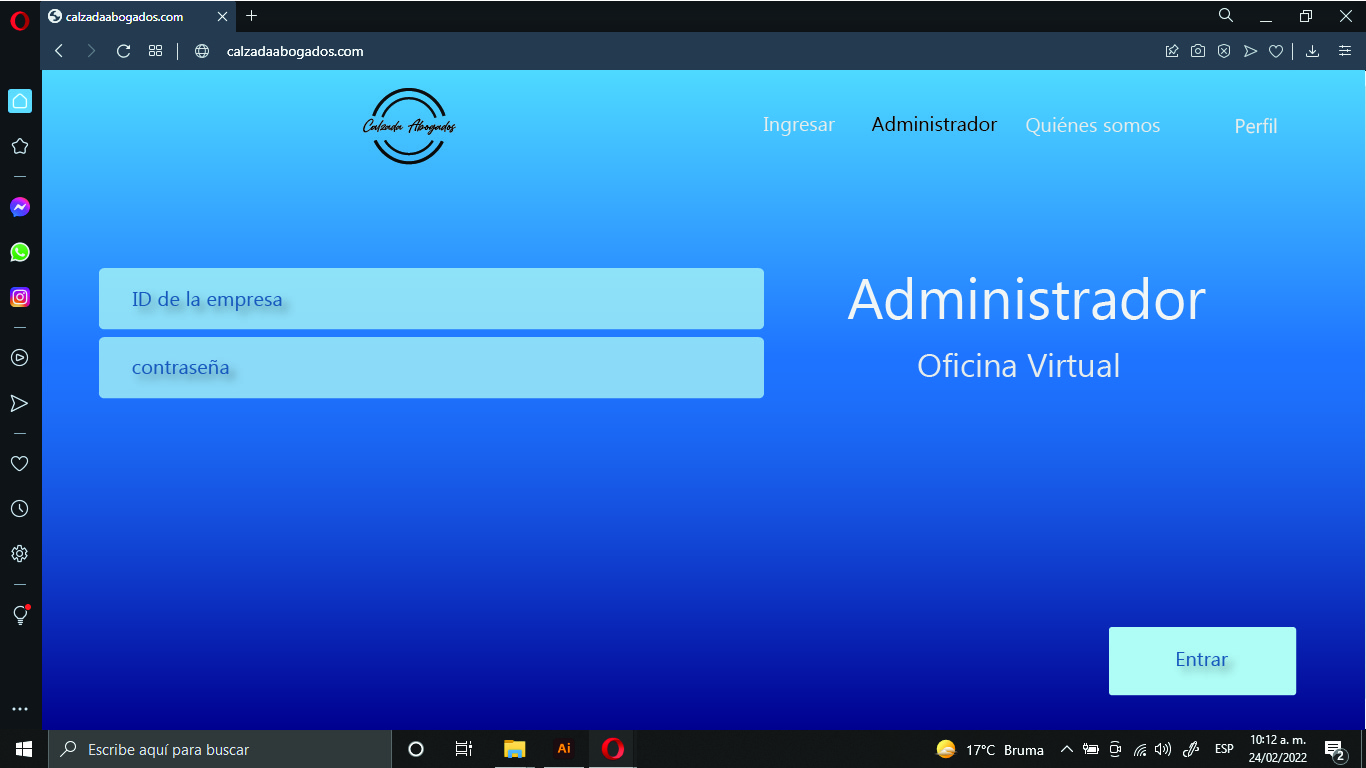 calzadaabogados.com
calzadaabogados.com
Calzada Abogados
Ingresar
Administrador
Quiénes somos
Perfil
ID de la empresa
contraseña
Administrador
Oficina Virtual
Entrar
Escribe aquí para buscar
Ai
17°C Bruma
ESP
10:12 a. m.
24/02/2022
2